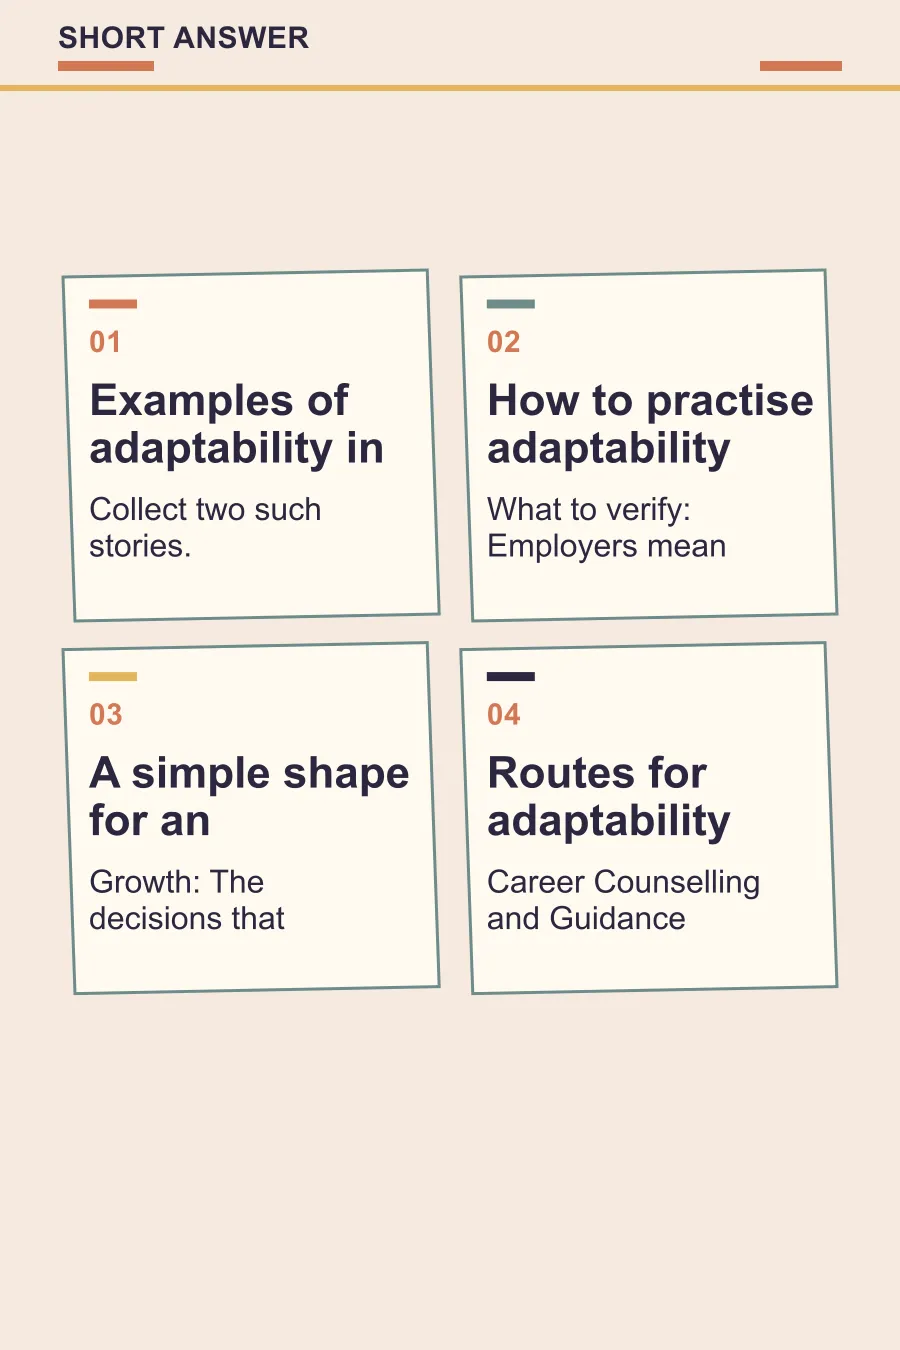 SHORT ANSWER
01
Examples of
adaptability in
Collect two such
stories.
02
How to practise
adaptability
What to verify:
Employers mean
03
A simple shape
for an
Growth: The
decisions that
04
Routes for
adaptability
Career Counselling
and Guidance